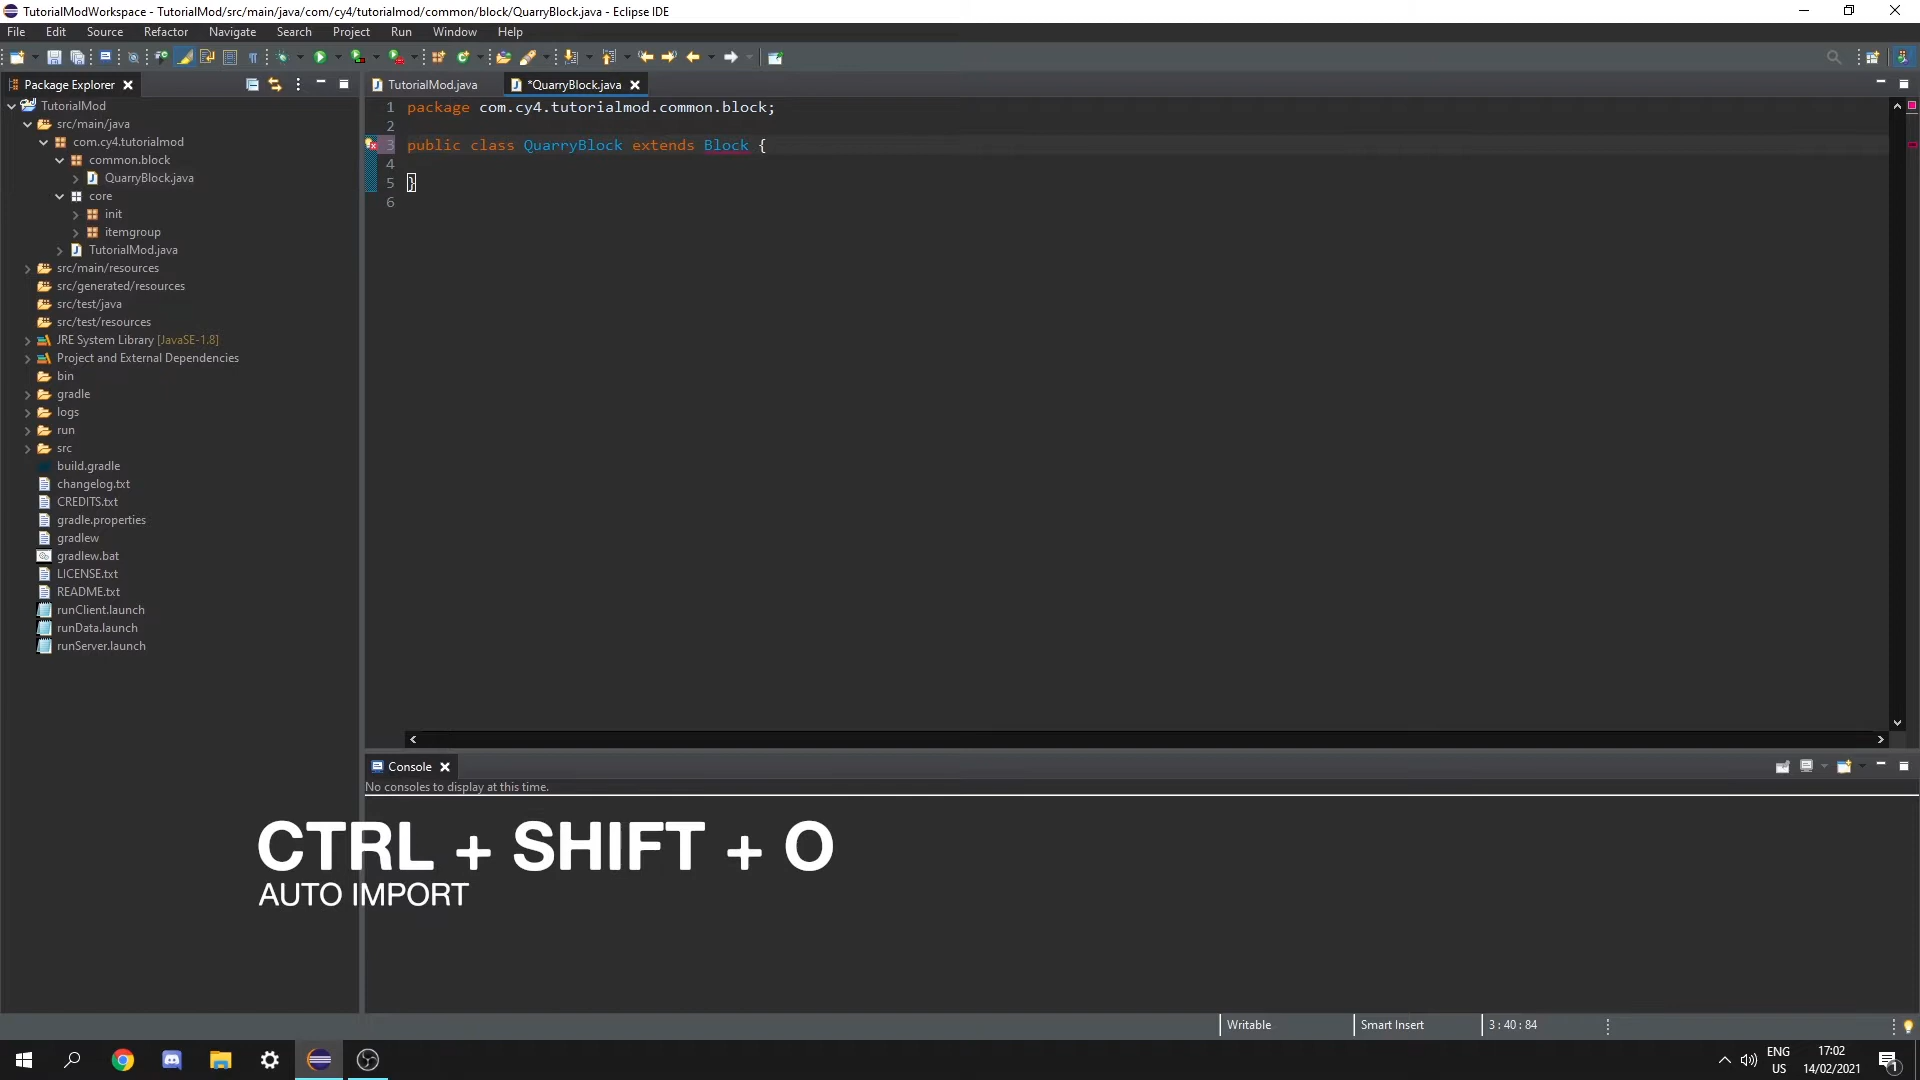 TutorialModWorkspace - TutorialMod/src/main/java/com/cy4/tutorialmod/common/block/QuarryBlock.java - Eclipse IDE
File Edit Source Refactor Navigate Search Project Run Window Help
Package Explorer
TutorialMod.java
*QuarryBlock.java
TutorialMod
src/main/java
com.cy4.tutorialmod
common.block
QuarryBlock.java
core
init
itemgroup
TutorialMod.java
src/main/resources
src/generated/resources
src/test/java
src/test/resources
JRE System Library [JavaSE-1.8]
Project and External Dependencies
bin
gradle
logs
run
src
build.gradle
changelog.txt
CREDITS.txt
gradle.properties
gradlew
gradlew.bat
LICENSE.txt
README.txt
runClient.launch
runData.launch
runServer.launch
1 package com.cy4.tutorialmod.common.block;
2
3 public class QuarryBlock extends Block {
4
5 }
6
Console
No consoles to display at this time.
CTRL + SHIFT + O
AUTO IMPORT
Writable
Smart Insert
3 : 40 : 84
ENG
US
17:02
14/02/2021
1